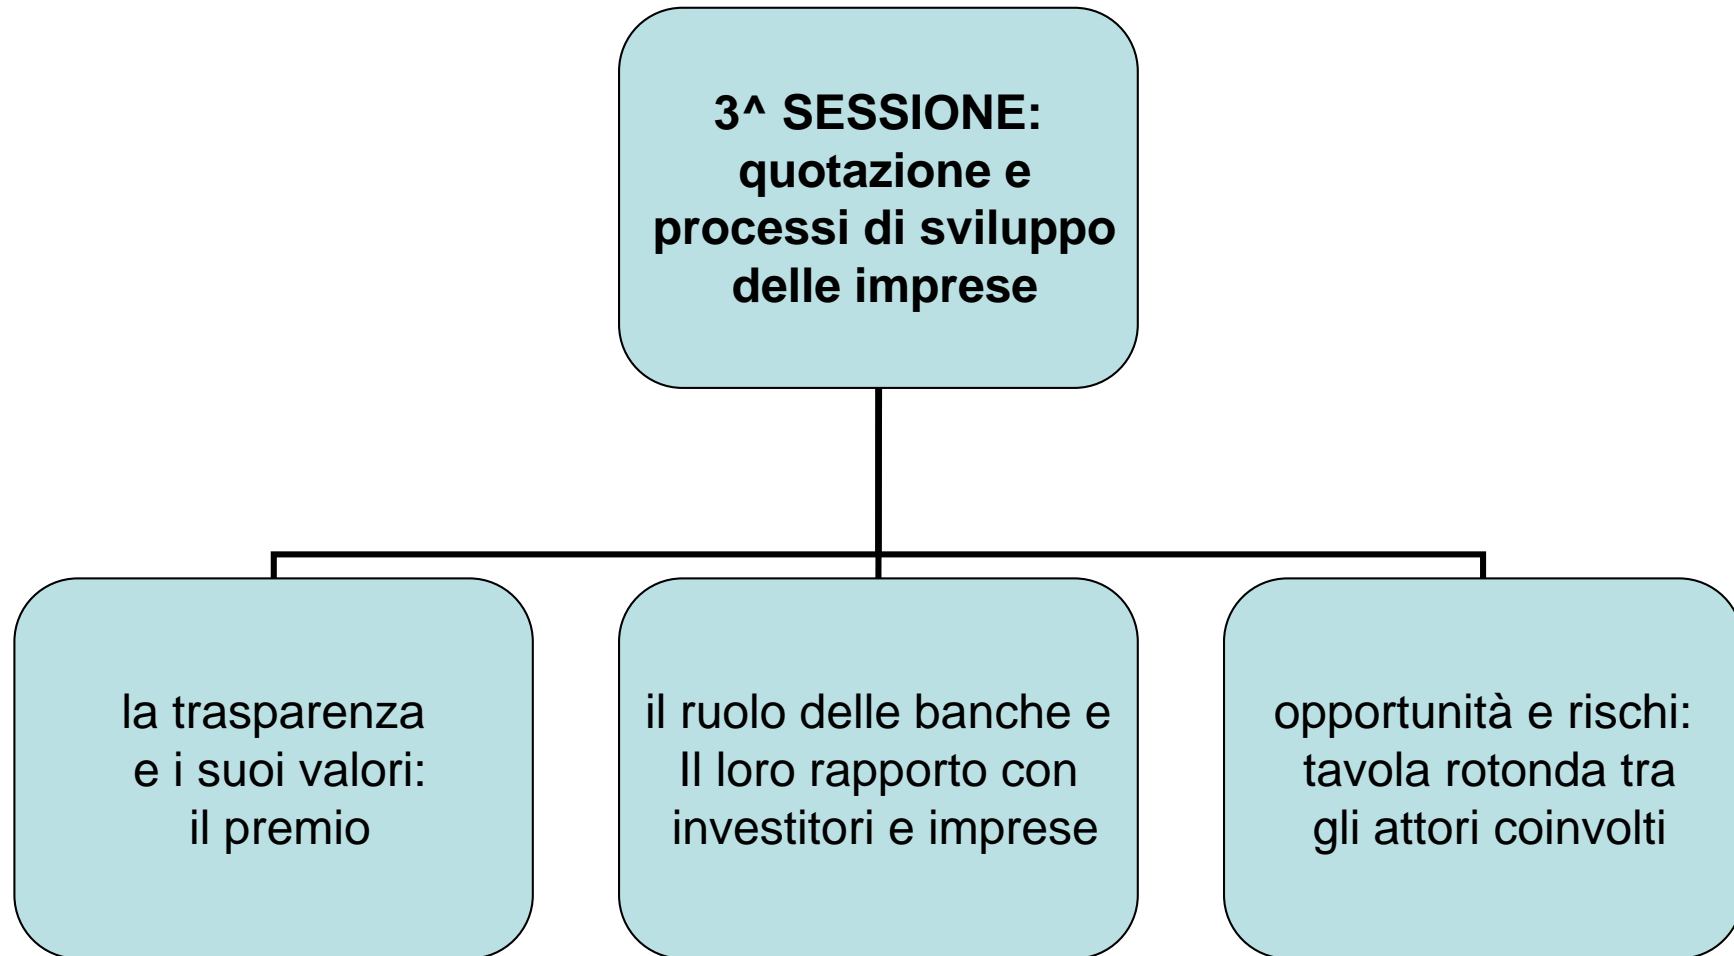 3^ SESSIONE:
quotazione e
processi di sviluppo
delle imprese
la trasparenza
e i suoi valori:
il premio
il ruolo delle banche e
Il loro rapporto con
investitori e imprese
opportunità e rischi:
tavola rotonda tra
gli attori coinvolti